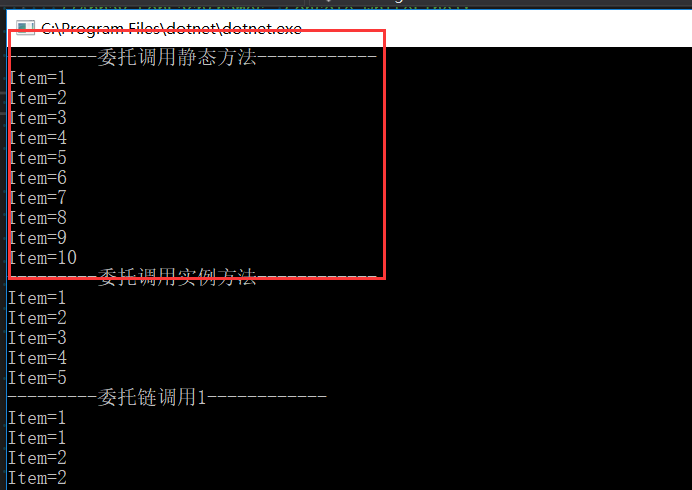 C:\Program Files\dotnet\dotnet.exe
---------委托调用静态方法------------
Item=1
Item=2
Item=3
Item=4
Item=5
Item=6
Item=7
Item=8
Item=9
Item=10
---------委托调用实例方法------------
Item=1
Item=2
Item=3
Item=4
Item=5
---------委托链调用1------------
Item=1
Item=1
Item=2
Item=2